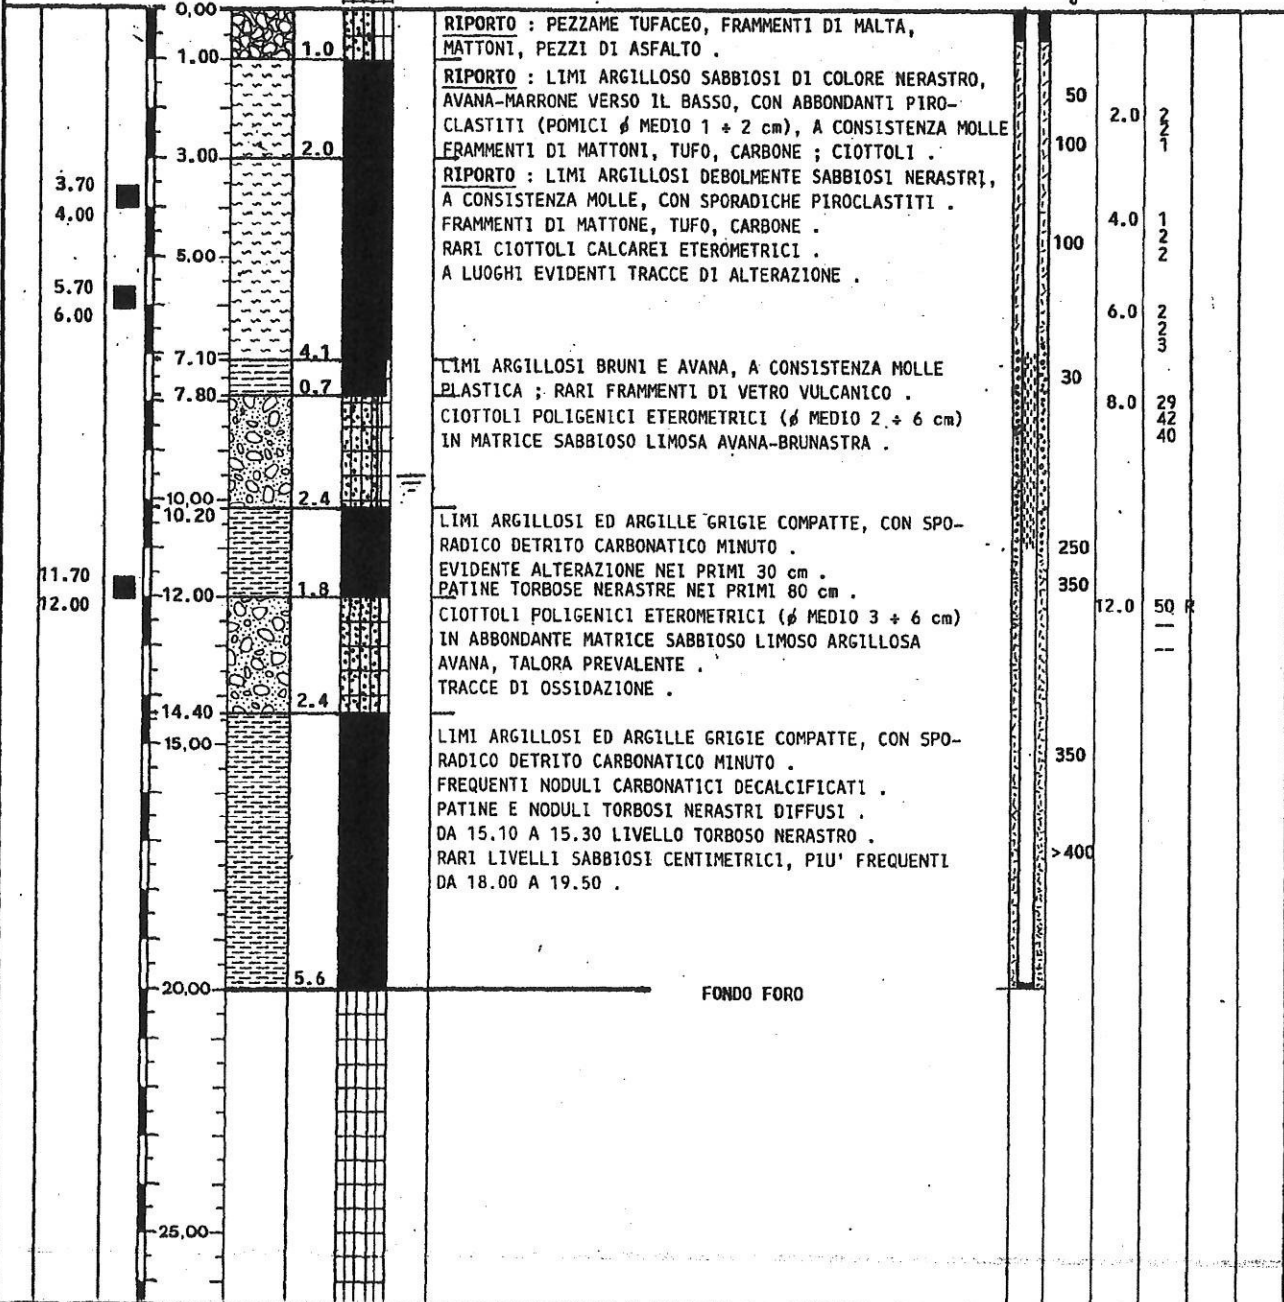 0,00
1.0
1.00
2.0
3.00
3.70
4.00
5.00
5.70
6.00
4.1
7.10
0.7
7.80
2.4
10,00
10.20
11.70
12.00
1.8
12.00
2.4
14.40
15,00
5.6
20,00
25,00
RIPORTO : PEZZAME TUFACEO, FRAMMENTI DI MALTA,
MATTONI, PEZZI DI ASFALTO .
RIPORTO : LIMI ARGILLOSO SABBIOSI DI COLORE NERASTRO,
AVANA-MARRONE VERSO IL BASSO, CON ABBONDANTI PIRO-
CLASTITI (POMICI ø MEDIO 1 ÷ 2 cm), A CONSISTENZA MOLLE
FRAMMENTI DI MATTONI, TUFO, CARBONE ; CIOTTOLI .
RIPORTO : LIMI ARGILLOSI DEBOLMENTE SABBIOSI NERASTRI,
A CONSISTENZA MOLLE, CON SPORADICHE PIROCLASTITI .
FRAMMENTI DI MATTONE, TUFO, CARBONE .
RARI CIOTTOLI CALCAREI ETEROMETRICI .
A LUOGHI EVIDENTI TRACCE DI ALTERAZIONE .
LIMI ARGILLOSI BRUNI E AVANA, A CONSISTENZA MOLLE
PLASTICA ; RARI FRAMMENTI DI VETRO VULCANICO .
CIOTTOLI POLIGENICI ETEROMETRICI (ø MEDIO 2 ÷ 6 cm)
IN MATRICE SABBIOSO LIMOSA AVANA-BRUNASTRA .
LIMI ARGILLOSI ED ARGILLE GRIGIE COMPATTE, CON SPO-
RADICO DETRITO CARBONATICO MINUTO .
EVIDENTE ALTERAZIONE NEI PRIMI 30 cm .
PATINE TORBOSE NERASTRE NEI PRIMI 80 cm .
CIOTTOLI POLIGENICI ETEROMETRICI (ø MEDIO 3 ÷ 6 cm)
IN ABBONDANTE MATRICE SABBIOSO LIMOSO ARGILLOSA
AVANA, TALORA PREVALENTE .
TRACCE DI OSSIDAZIONE .
LIMI ARGILLOSI ED ARGILLE GRIGIE COMPATTE, CON SPO-
RADICO DETRITO CARBONATICO MINUTO .
FREQUENTI NODULI CARBONATICI DECALCIFICATI .
PATINE E NODULI TORBOSI NERASTRI DIFFUSI .
DA 15.10 A 15.30 LIVELLO TORBOSO NERASTRO .
RARI LIVELLI SABBIOSI CENTIMETRICI, PIU' FREQUENTI
DA 18.00 A 19.50 .
FONDO FORO
50
100
100
30
250
350
350
>400
2.0 2
2
1
4.0 1
2
2
6.0 2
2
3
8.0 29
42
40
12.0 50 R
--
--